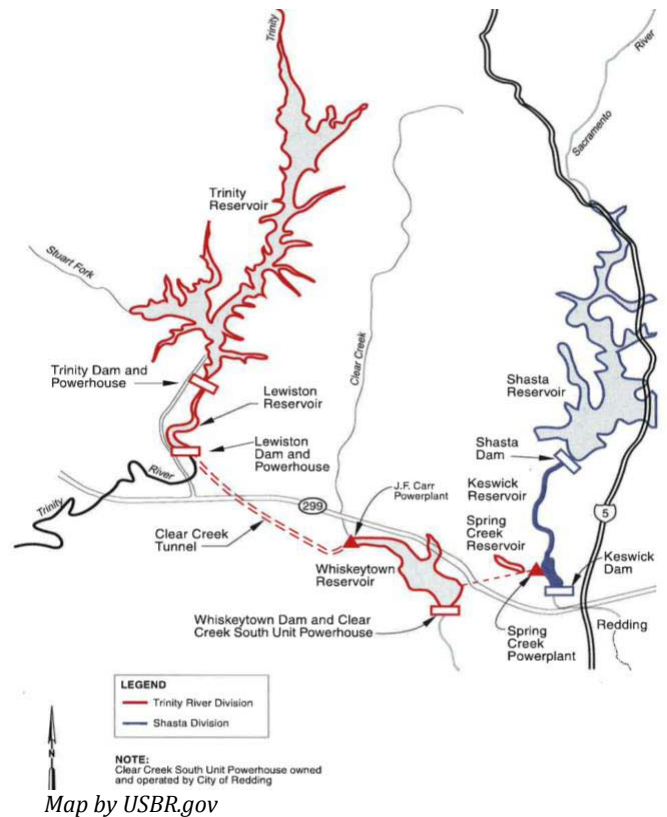 Trinity
River
Sacramento
Trinity
Reservoir
Stuart Fork
Clear Creek
Trinity Dam and
Powerhouse
Lewiston
Reservoir
Shasta
Reservoir
Lewiston
Dam and
Powerhouse
Shasta
Dam
River
Trinity
299
J.F. Carr
Powerplant
Keswick
Reservoir
5
Clear Creek
Tunnel
Spring
Creek
Reservoir
Whiskeytown
Reservoir
Keswick
Dam
Whiskeytown Dam and Clear
Creek South Unit Powerhouse
Spring
Creek
Powerplant
Redding
LEGEND
Trinity River Division
Shasta Division
N
NOTE:
Clear Creek South Unit Powerhouse owned
and operated by City of Redding
Map by USBR.gov